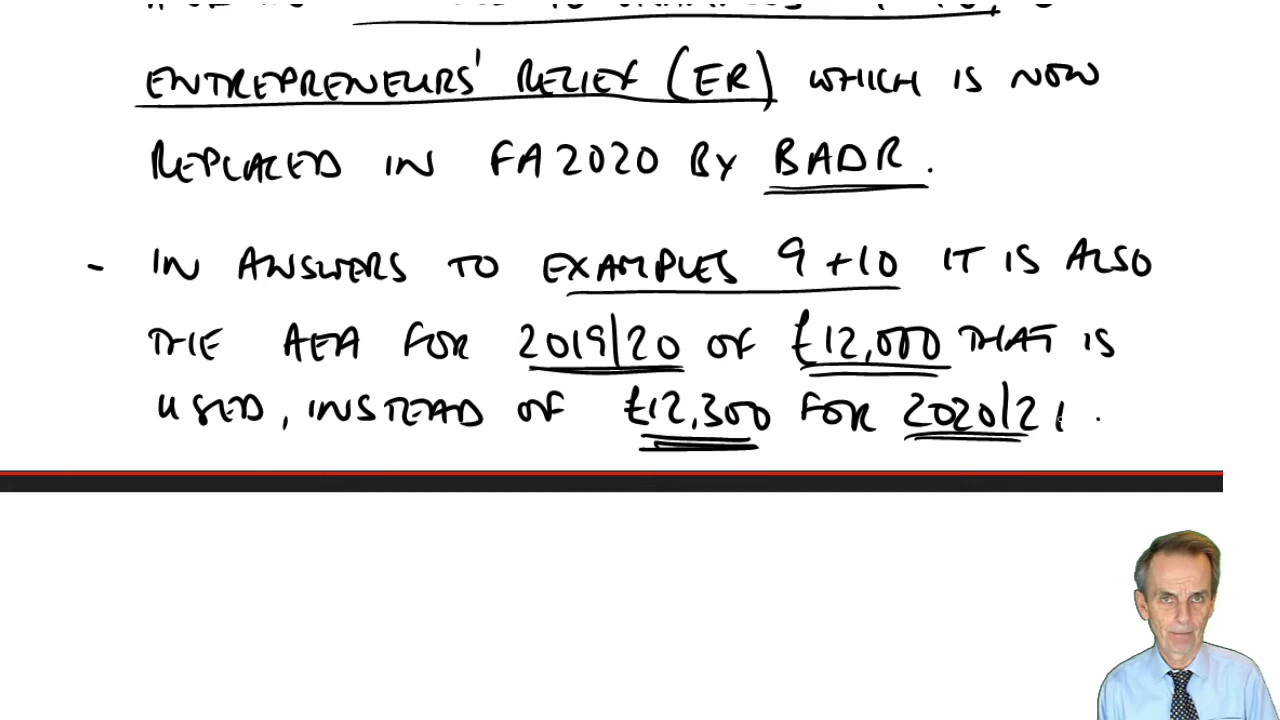 ENTREPRENEURS' RELIEF (ER) WHICH IS NOW
REPLACED IN FA2020 BY BADR.
- IN ANSWERS TO EXAMPLES 9 +10 IT IS ALSO
THE AEA FOR 2019/20 OF £12,000 THAT IS
USED, INSTEAD OF £12,300 FOR 2020/21.